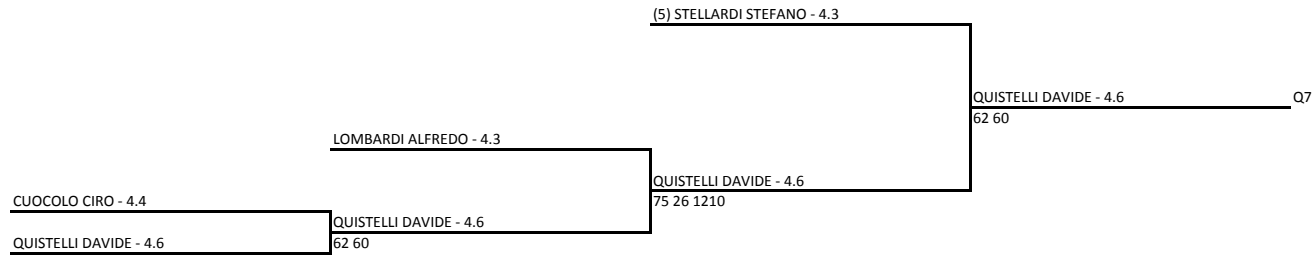 (5) STELLARDI STEFANO - 4.3
QUISTELLI DAVIDE - 4.6
Q7
62 60
LOMBARDI ALFREDO - 4.3
QUISTELLI DAVIDE - 4.6
75 26 1210
CUOCOLO CIRO - 4.4
QUISTELLI DAVIDE - 4.6
62 60
QUISTELLI DAVIDE - 4.6